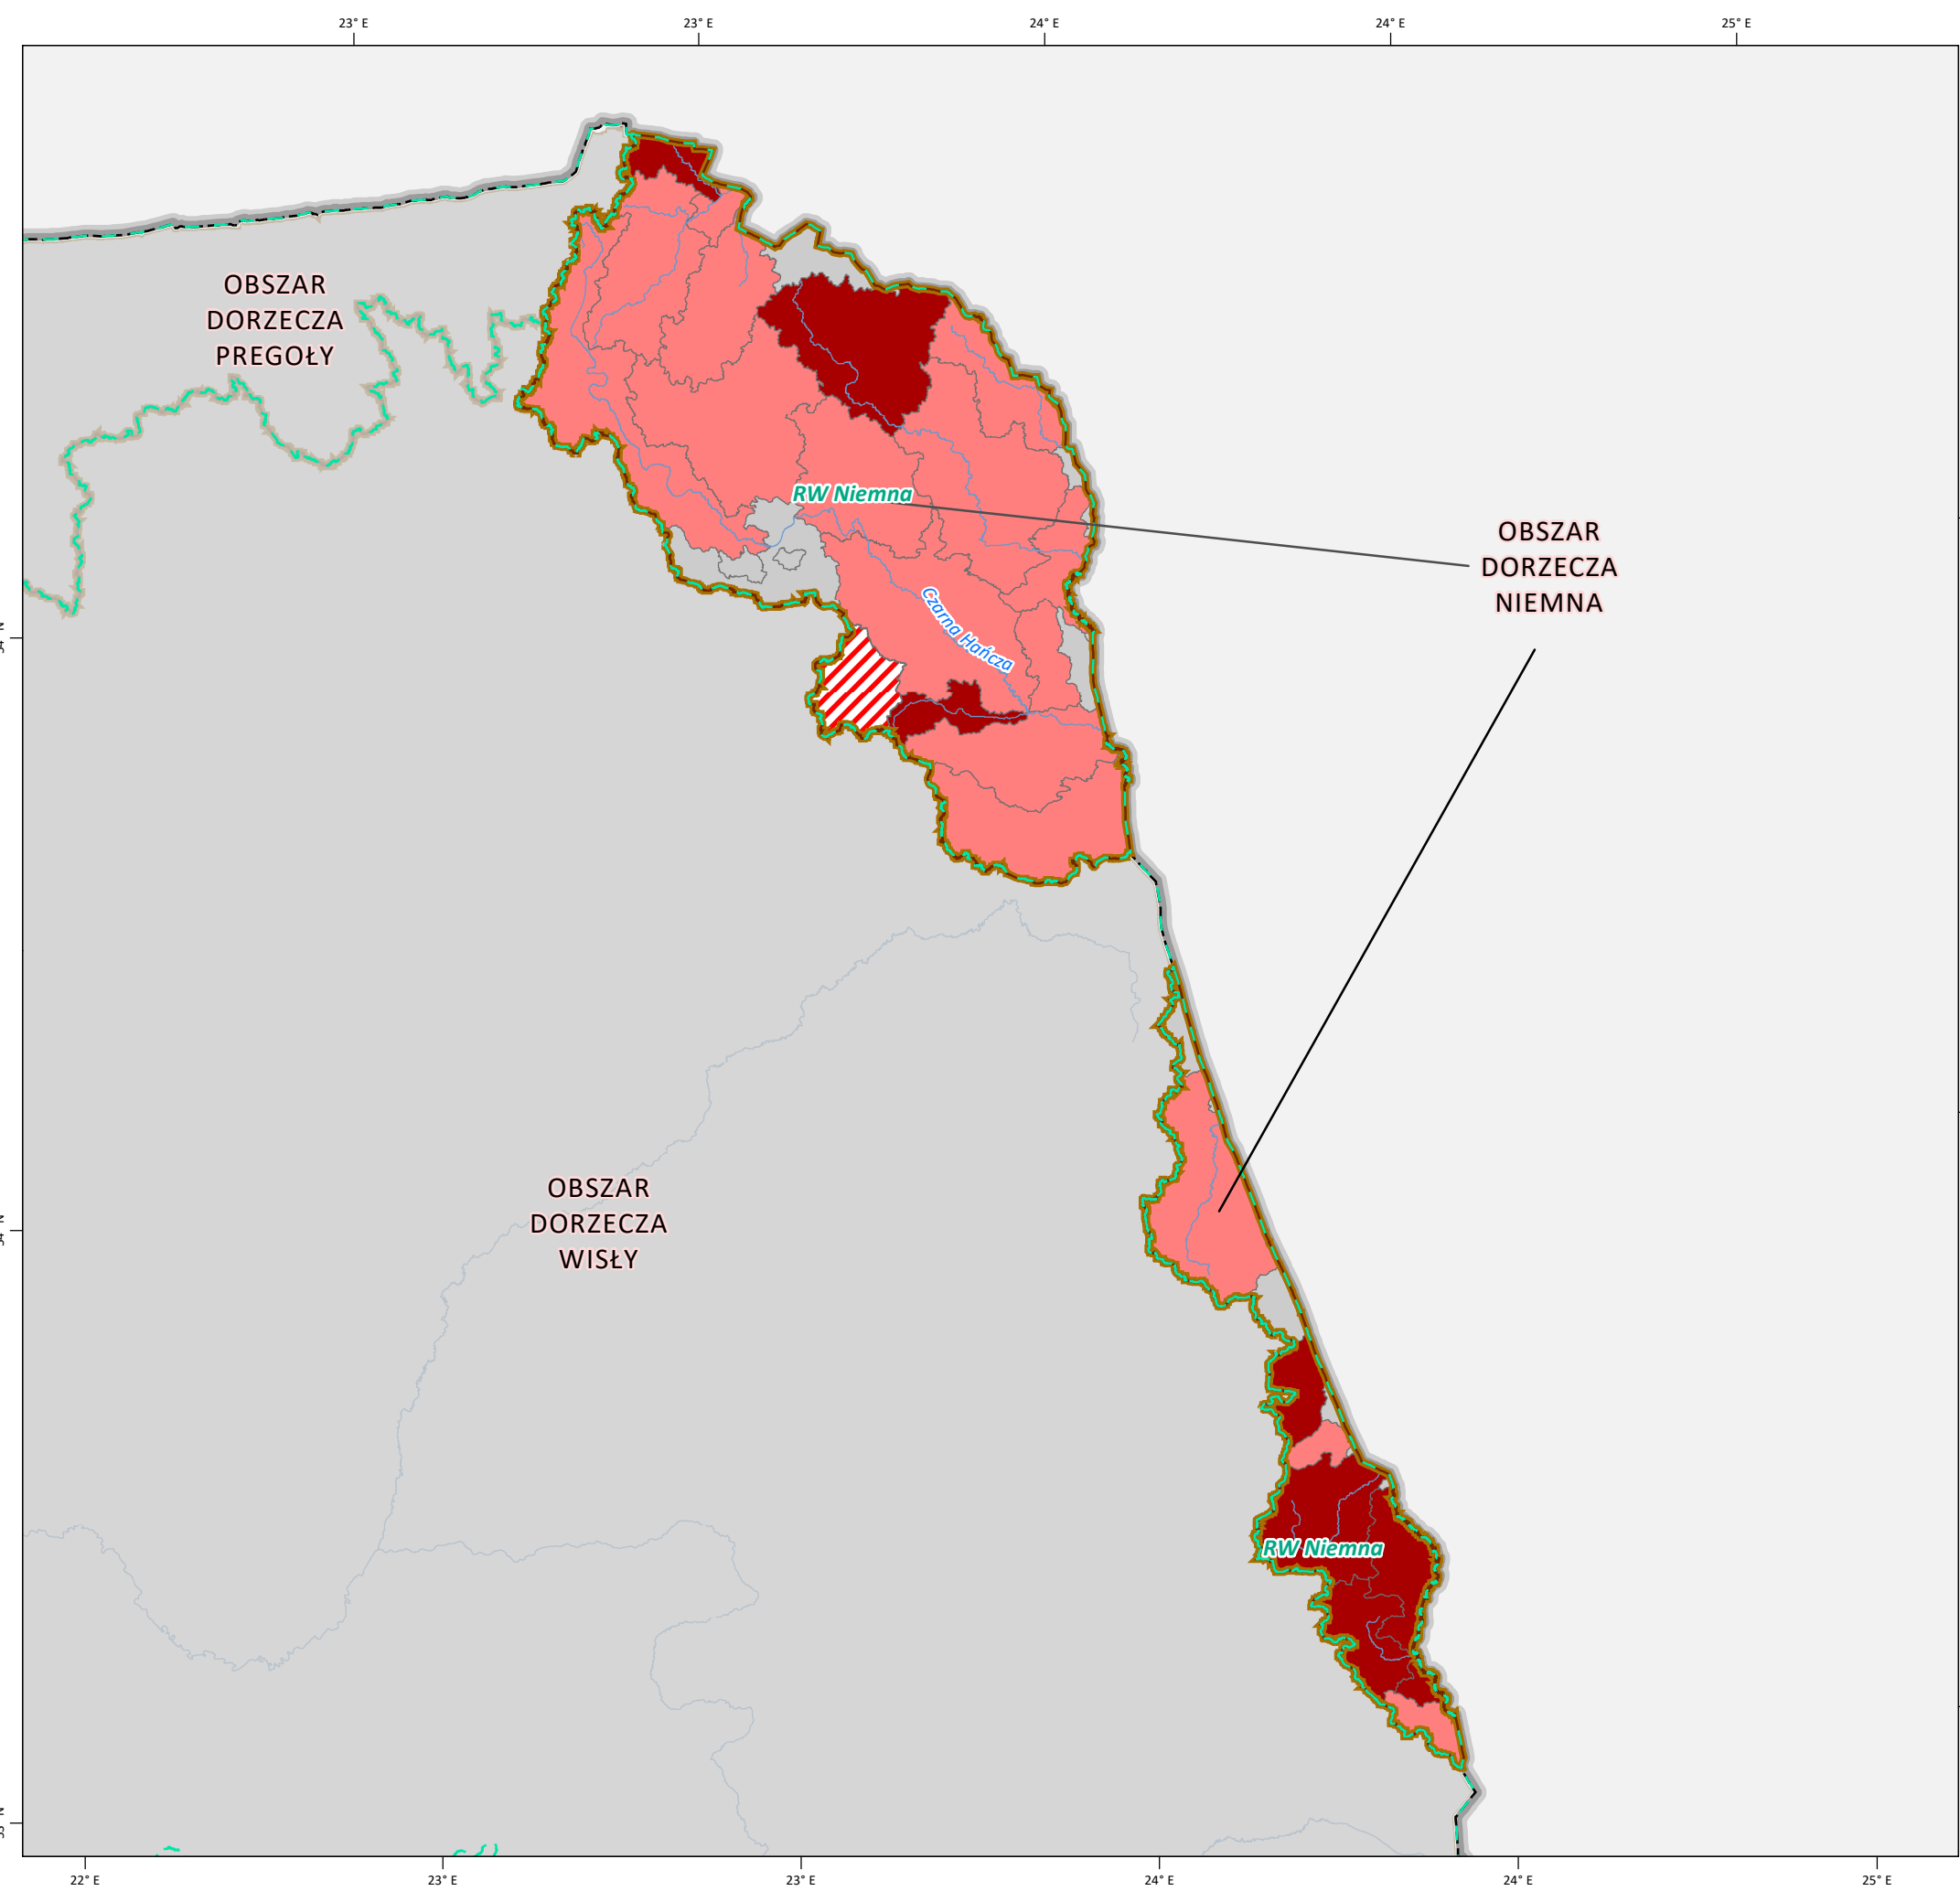 23° E
23° E
24° E
24° E
25° E
OBSZAR
DORZECZA
PREGOŁY
RW Niemna
OBSZAR
DORZECZA
NIEMNA
Czarna Hańcza
OBSZAR
DORZECZA
WISŁY
RW Niemna
22° E
23° E
23° E
24° E
24° E
25° E